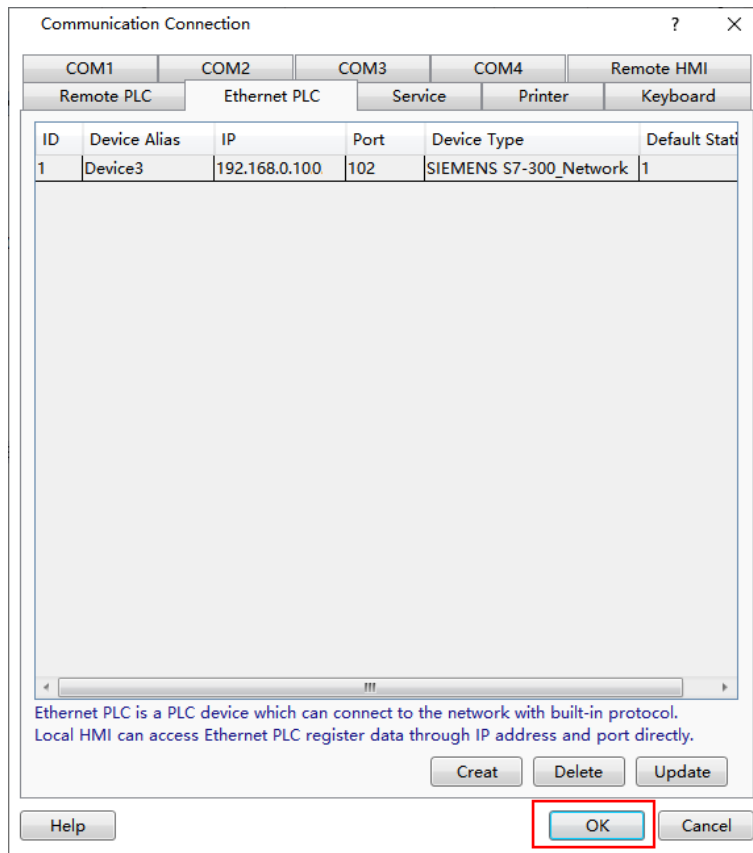 Communication Connection ? ×
COM1 COM2 COM3 COM4 Remote HMI
Remote PLC Ethernet PLC Service Printer Keyboard
ID Device Alias IP Port Device Type Default Stati
1 Device3 192.168.0.100 102 SIEMENS S7-300_Network 1
Ethernet PLC is a PLC device which can connect to the network with built-in protocol.
Local HMI can access Ethernet PLC register data through IP address and port directly.
Creat Delete Update
Help OK Cancel